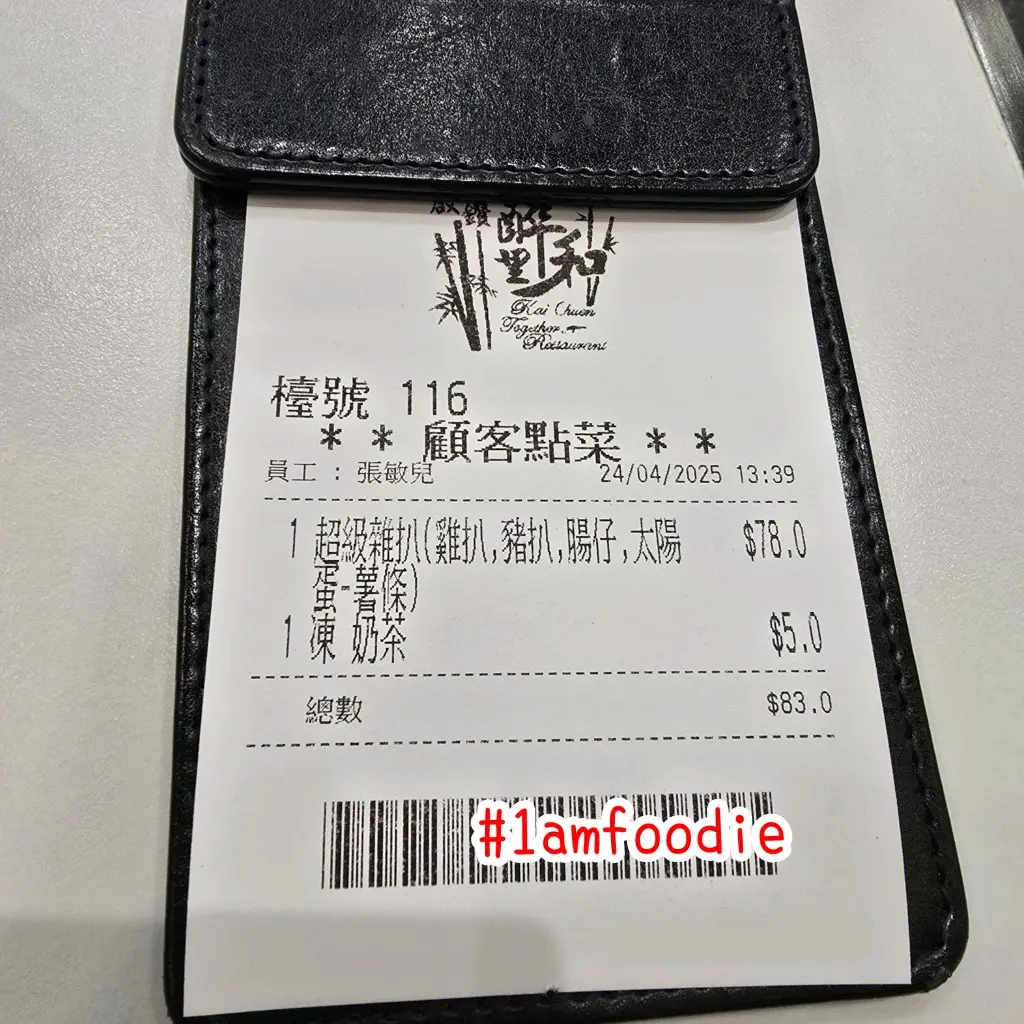 和
Kai Chuen
Together
Restaurant
檯號 116
* * 顧客點菜 * *
員工 : 張敏兒 24/04/2025 13:39
1 超級雜扒(雞扒,豬扒,腸仔,太陽 $78.0
蛋-薯條)
1 凍 奶茶 $5.0
總數 $83.0
#1amfoodie